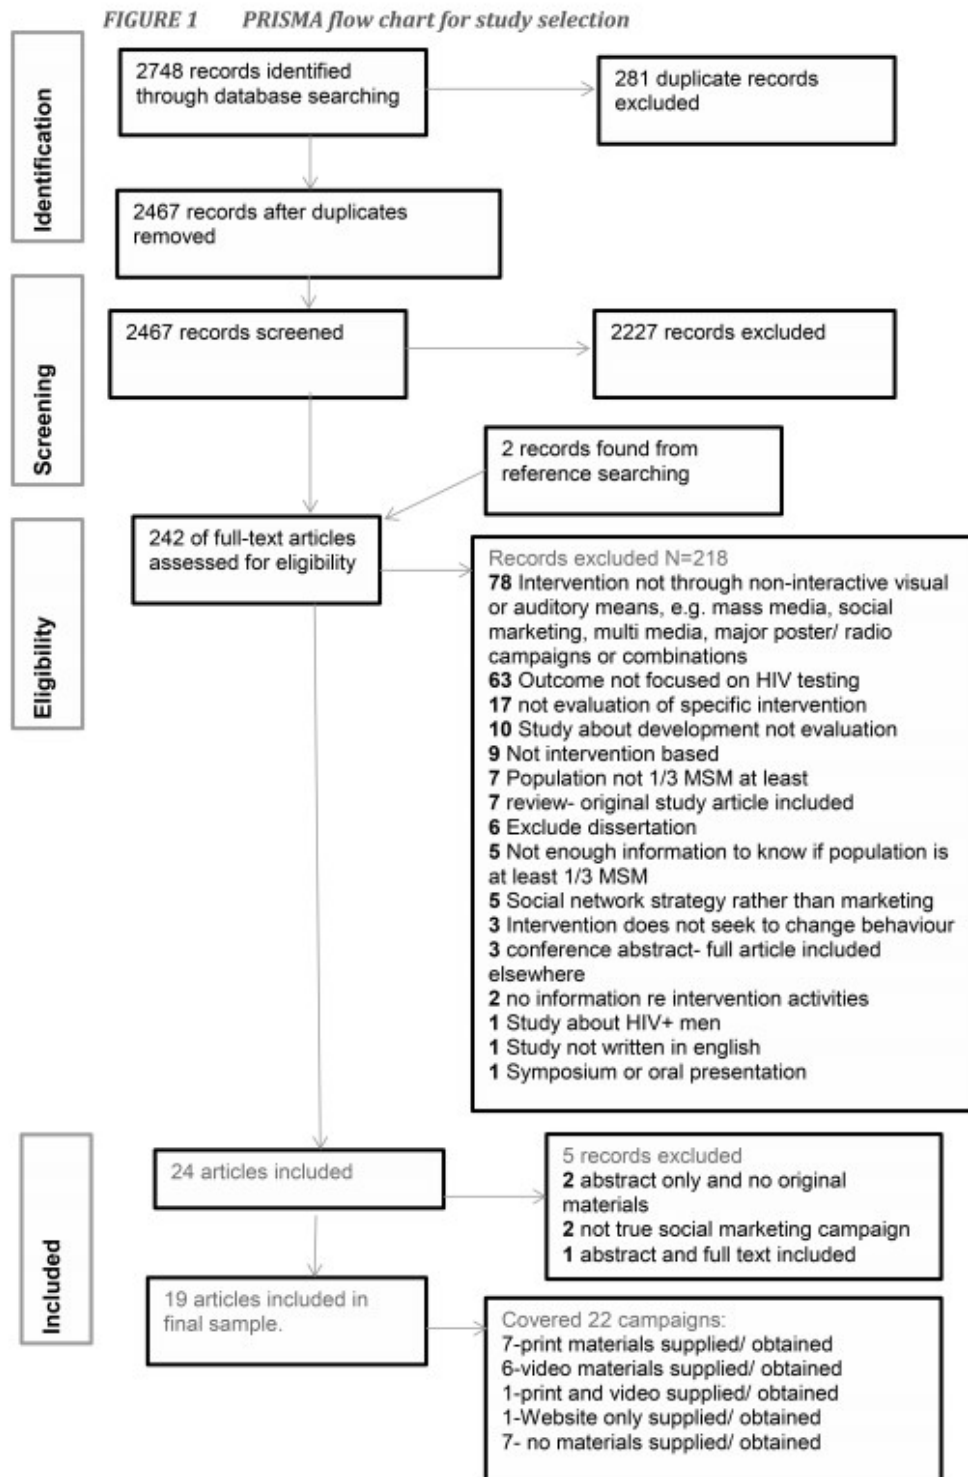 FIGURE 1 PRISMA flow chart for study selection
Identification
2748 records identified
through database searching
281 duplicate records
excluded
2467 records after duplicates
removed
Screening
2467 records screened
2227 records excluded
2 records found from
reference searching
Eligibility
242 of full-text articles
assessed for eligibility
Records excluded N=218
78 Intervention not through non-interactive visual
or auditory means, e.g. mass media, social
marketing, multi media, major poster/ radio
campaigns or combinations
63 Outcome not focused on HIV testing
17 not evaluation of specific intervention
10 Study about development not evaluation
9 Not intervention based
7 Population not 1/3 MSM at least
7 review- original study article included
6 Exclude dissertation
5 Not enough information to know if population is
at least 1/3 MSM
5 Social network strategy rather than marketing
3 Intervention does not seek to change behaviour
3 conference abstract- full article included
elsewhere
2 no information re intervention activities
1 Study about HIV+ men
1 Study not written in english
1 Symposium or oral presentation
Included
24 articles included
5 records excluded
2 abstract only and no original
materials
2 not true social marketing campaign
1 abstract and full text included
19 articles included in
final sample.
Covered 22 campaigns:
7-print materials supplied/ obtained
6-video materials supplied/ obtained
1-print and video supplied/ obtained
1-Website only supplied/ obtained
7- no materials supplied/ obtained